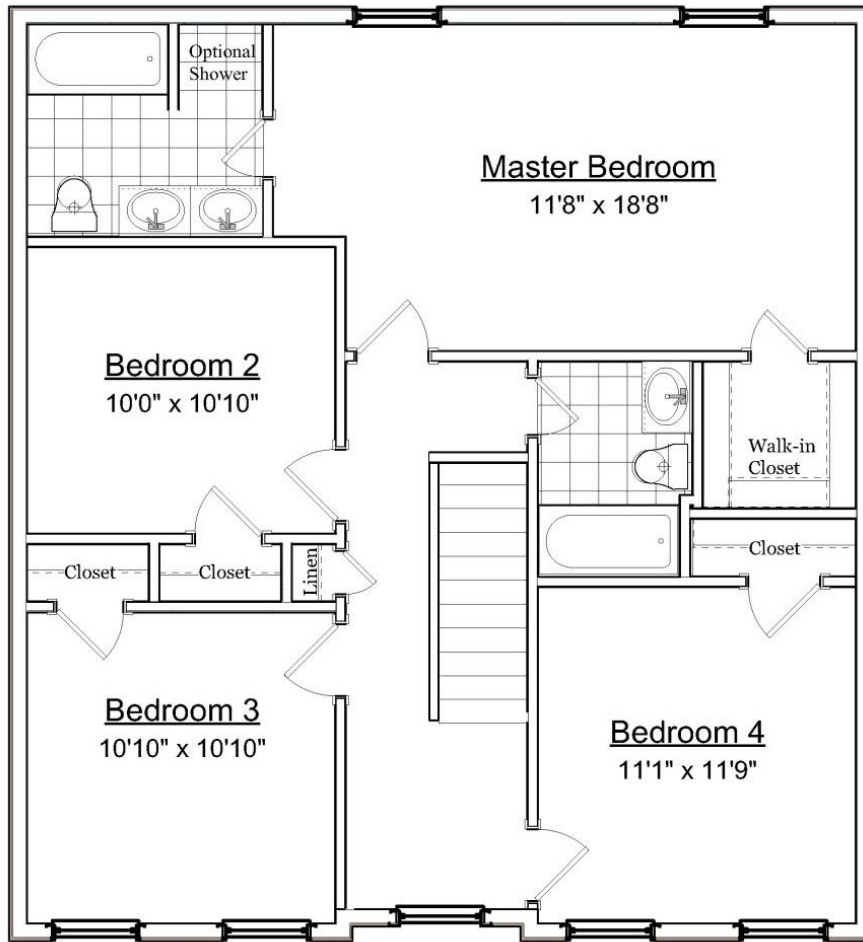 Optional
Shower
Master Bedroom
11'8" x 18'8"
Bedroom 2
10'0" x 10'10"
Walk-in
Closet
Closet
Closet
Linen
Closet
Bedroom 3
10'10" x 10'10"
Bedroom 4
11'1" x 11'9"